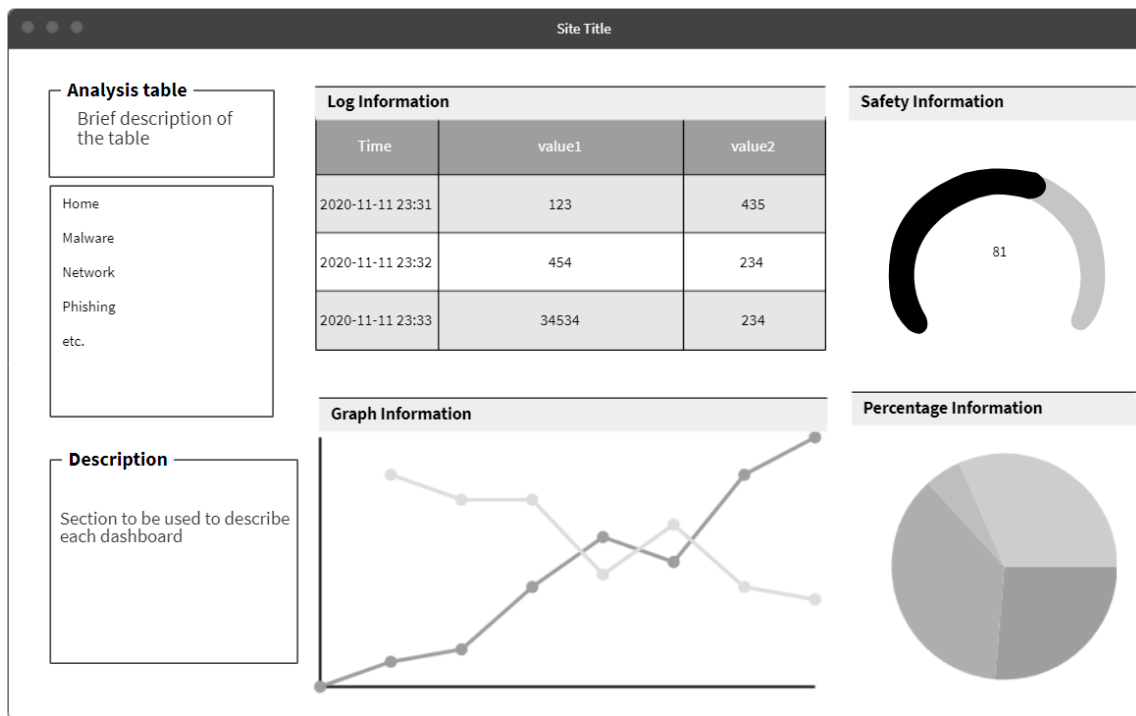 Site Title
Analysis table
Brief description of
the table
Home
Malware
Network
Phishing
etc.
Description
Section to be used to describe
each dashboard
Log Information
Time value1 value2
2020-11-11 23:31 123 435
2020-11-11 23:32 454 234
2020-11-11 23:33 34534 234
Graph Information
Safety Information
81
Percentage Information